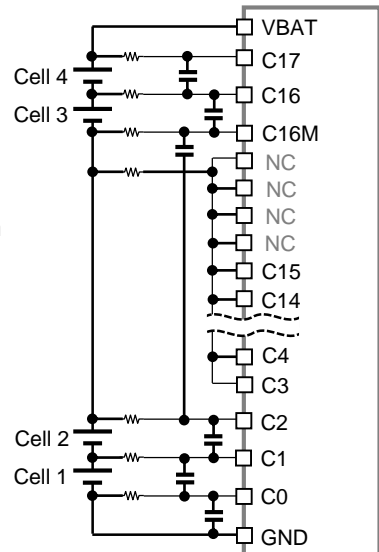 VBAT
C17
Cell 4
C16
Cell 3
C16M
NC
NC
NC
NC
C15
C14
C4
C3
C2
Cell 2
C1
Cell 1
C0
GND